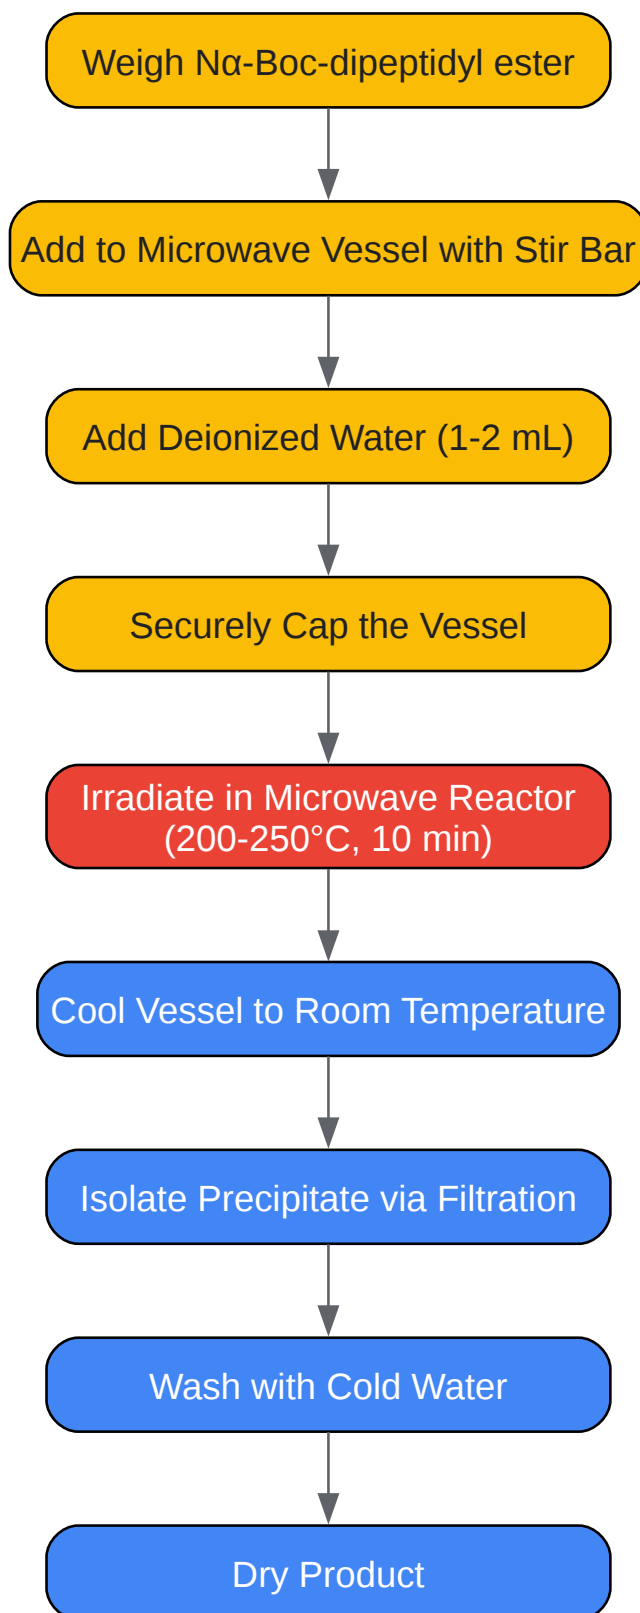 Weigh Nα-Boc-dipeptidyl ester
Add to Microwave Vessel with Stir Bar
Add Deionized Water (1-2 mL)
Securely Cap the Vessel
Irradiate in Microwave Reactor
(200-250°C, 10 min)
Cool Vessel to Room Temperature
Isolate Precipitate via Filtration
Wash with Cold Water
Dry Product